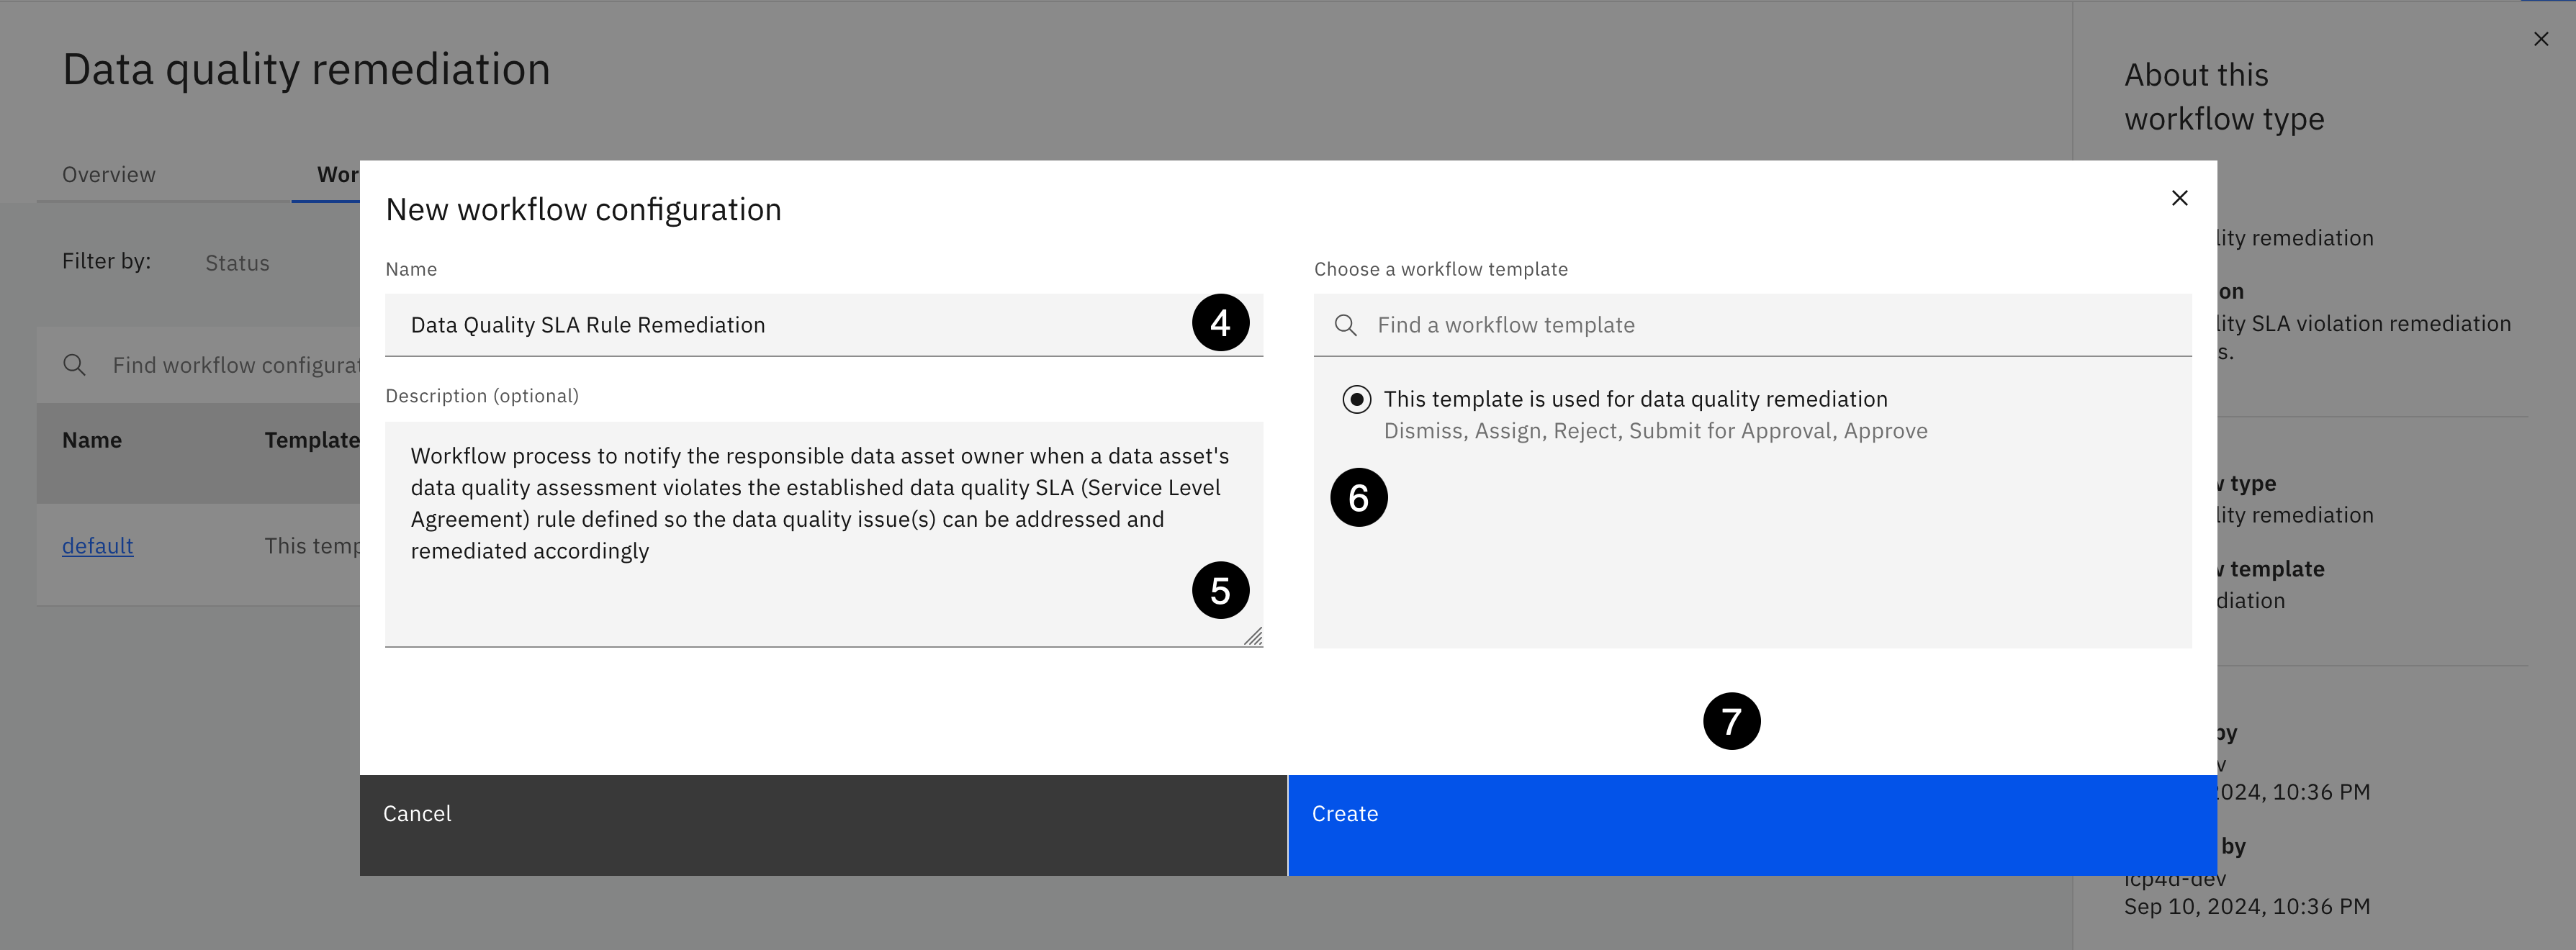 Data quality remediation
About this
workflow type
Overview
Wor
Filter by:
Status
Find workflow configurat
Name
Template
default
This temp
New workflow configuration
Name
Data Quality SLA Rule Remediation
4
Description (optional)
Workflow process to notify the responsible data asset owner when a data asset's
data quality assessment violates the established data quality SLA (Service Level
Agreement) rule defined so the data quality issue(s) can be addressed and
remediated accordingly
5
Choose a workflow template
Find a workflow template
This template is used for data quality remediation
Dismiss, Assign, Reject, Submit for Approval, Approve
6
7
Cancel
Create
lity remediation
on
lity SLA violation remediation
s.
type
lity remediation
template
diation
by
v
2024, 10:36 PM
by
icp4d-dev
Sep 10, 2024, 10:36 PM